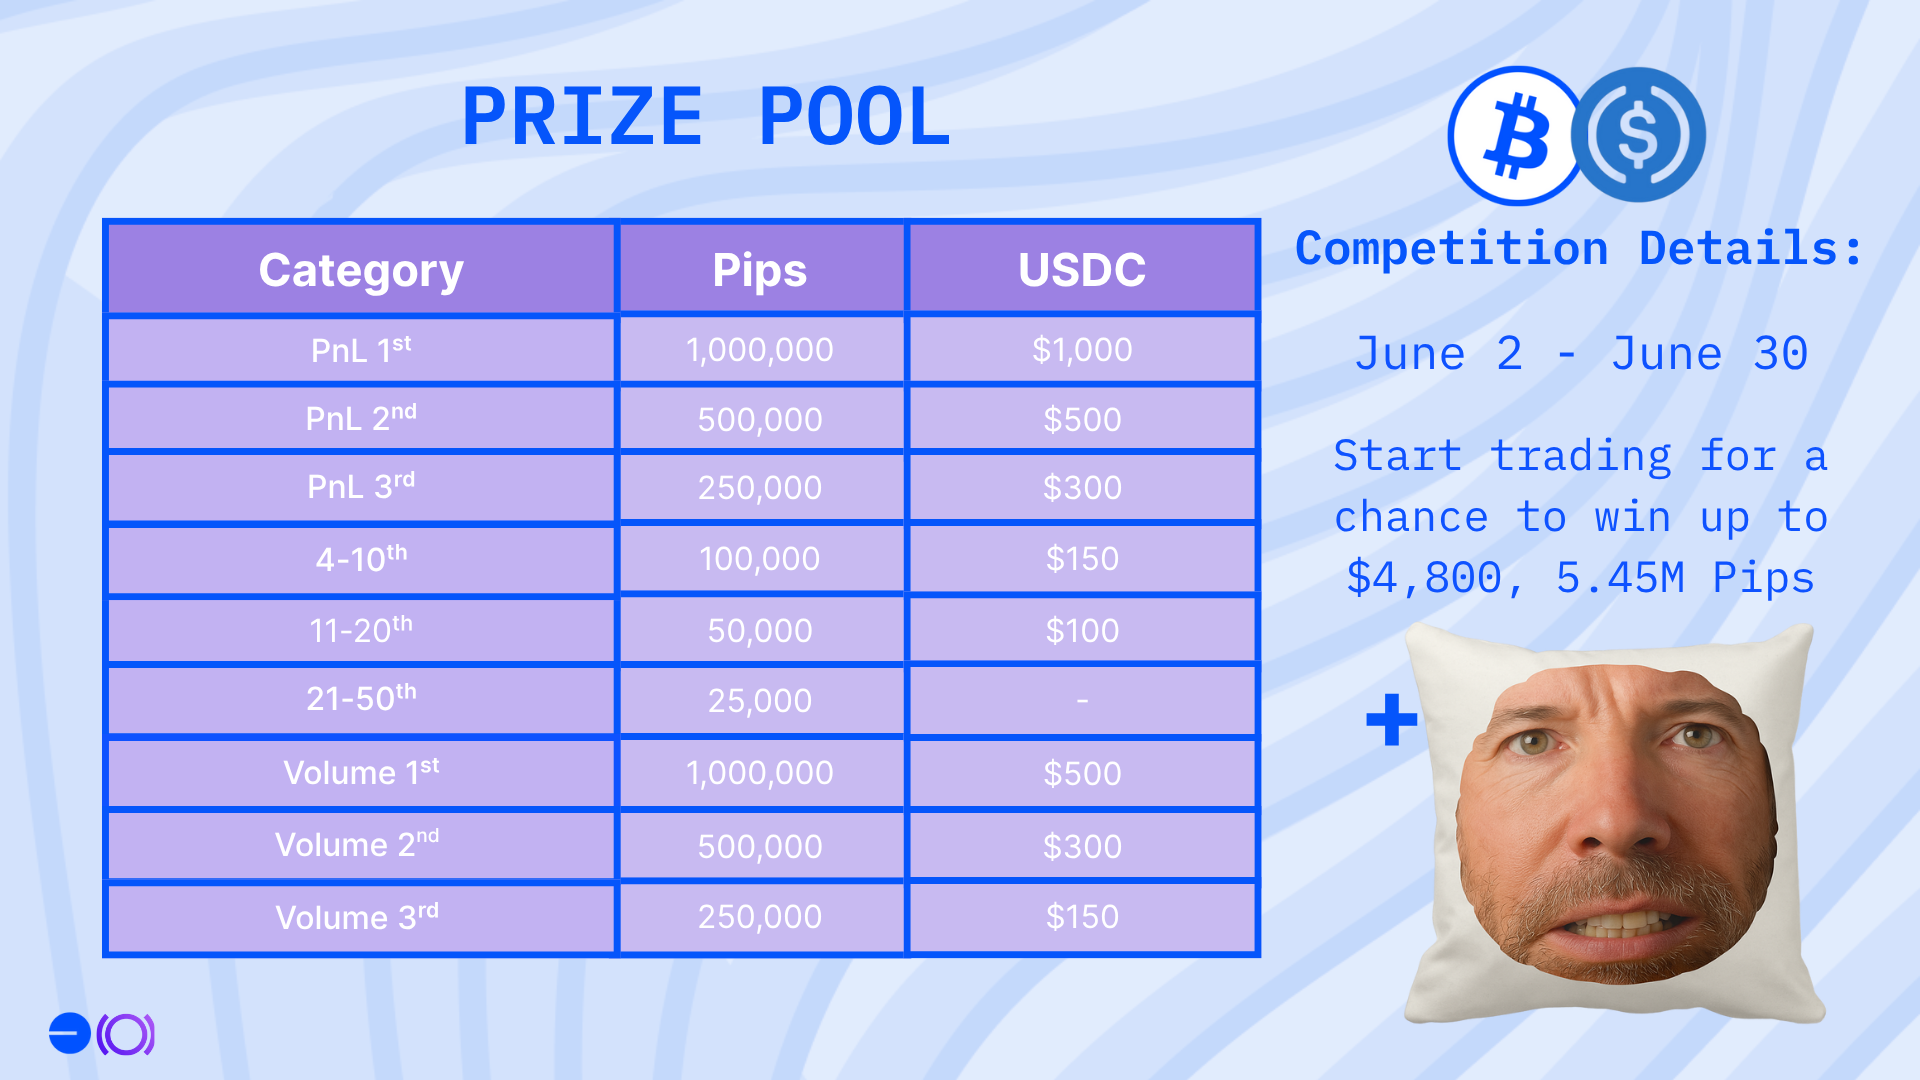 PRIZE POOL
Category Pips USDC
PnL 1st 1,000,000 $1,000
PnL 2nd 500,000 $500
PnL 3rd 250,000 $300
4-10th 100,000 $150
11-20th 50,000 $100
21-50th 25,000 -
Volume 1st 1,000,000 $500
Volume 2nd 500,000 $300
Volume 3rd 250,000 $150
Competition Details:
June 2 - June 30
Start trading for a
chance to win up to
$4,800, 5.45M Pips
+